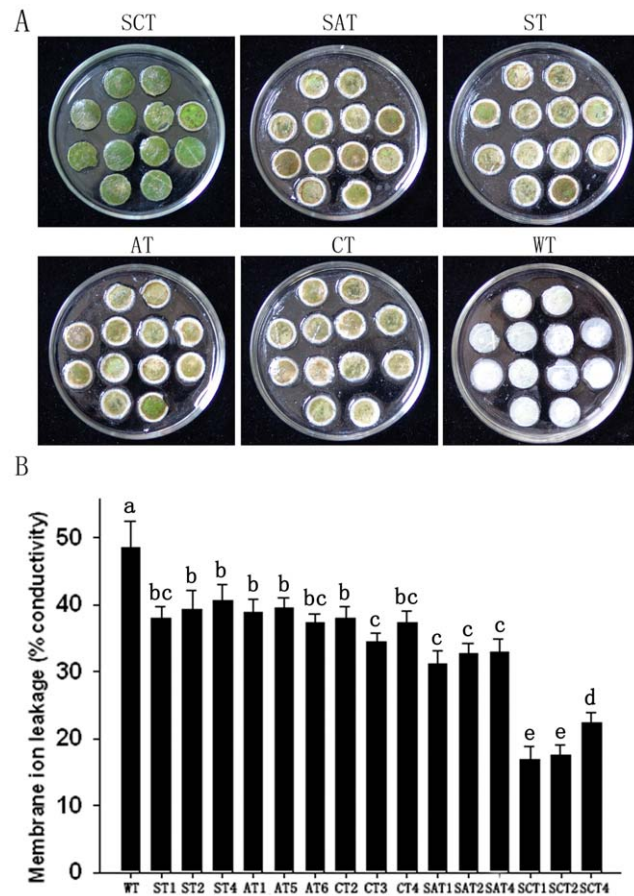 A
SCT SAT ST
AT CT WT
B
Membrane ion leakage (% conductivity)
50
40
30
20
10
0
a bc b b b b bc b c bc c c c e e d
WT ST1 ST2 ST4 AT1 AT5 AT6 CT2 CT3 CT4 SAT1 SAT2 SAT4 SCT1 SCT2 SCT4